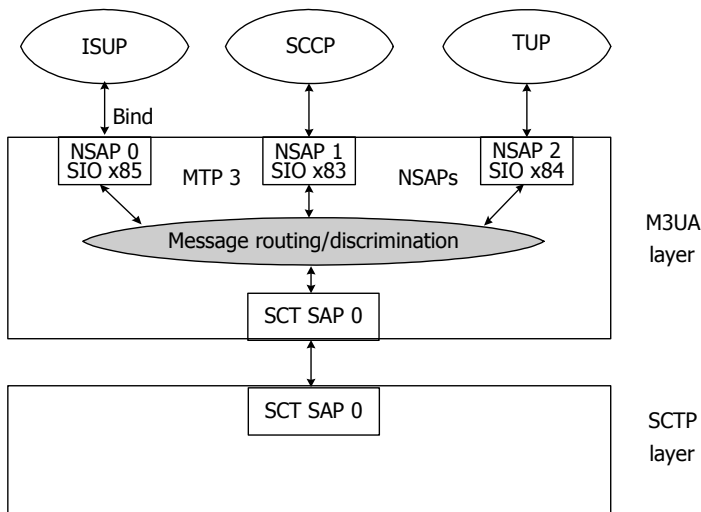 ISUP
SCCP
TUP
Bind
NSAP 0
SIO x85
NSAP 1
SIO x83
NSAP 2
SIO x84
MTP 3
NSAPs
Message routing/discrimination
M3UA
layer
SCT SAP 0
SCT SAP 0
SCTP
layer